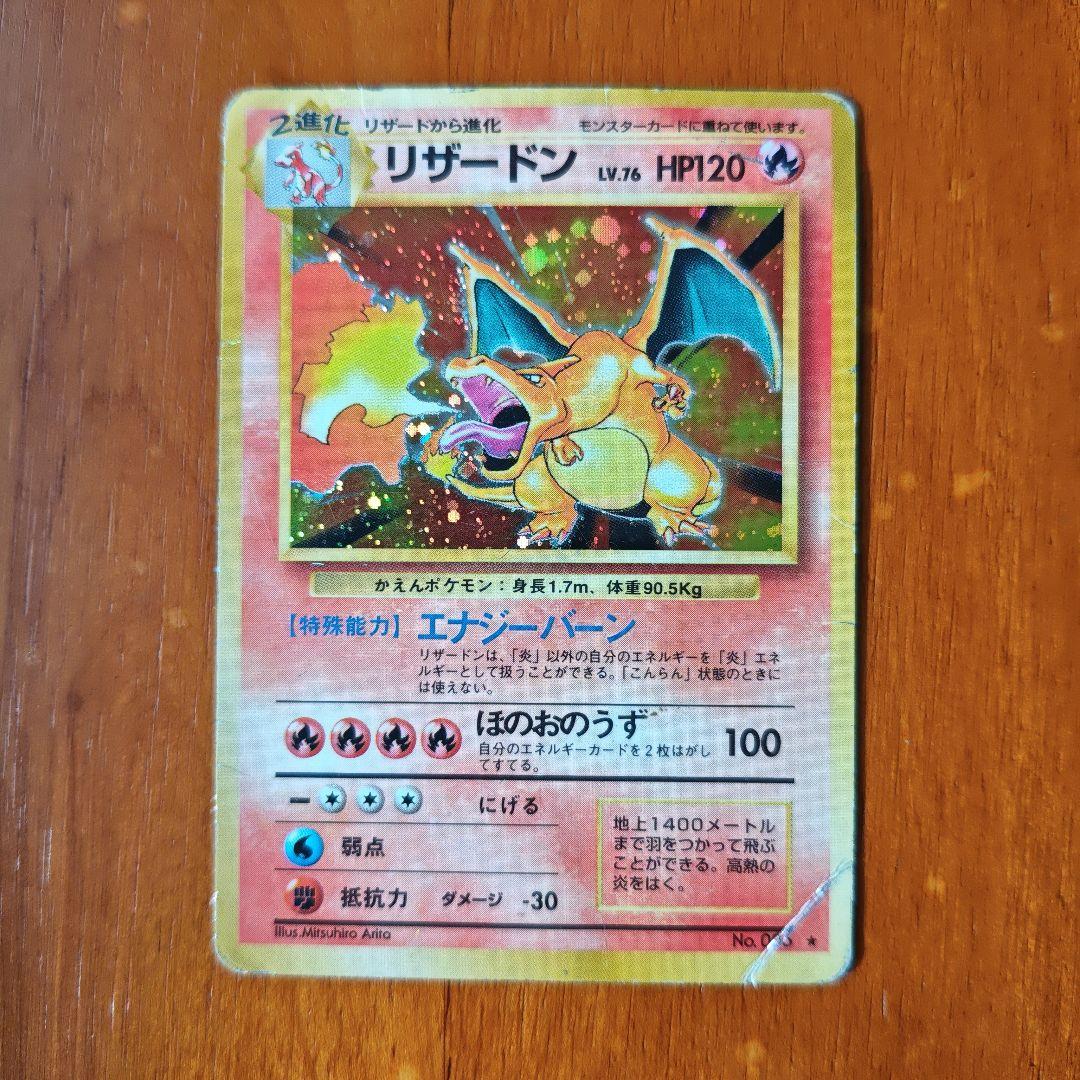 2進化 リザードから進化 モンスターカードに重ねて使います。
リザードン LV.76 HP120
かえんポケモン：身長1.7m、体重90.5Kg
【特殊能力】 エナジーバーン
リザードンは、「炎」以外の自分のエネルギーを「炎」エネ
ルギーとして扱うことができる。「こんらん」状態のときに
は使えない。
ほのおのうず 100
自分のエネルギーカードを2枚はがし
てすてる。
にげる
弱点
抵抗力 ダメージ -30
地上1400メートル
まで羽をつかって飛ぶ
ことができる。高熱の
炎をはく。
Illus.Mitsuhiro Arita
No. ★